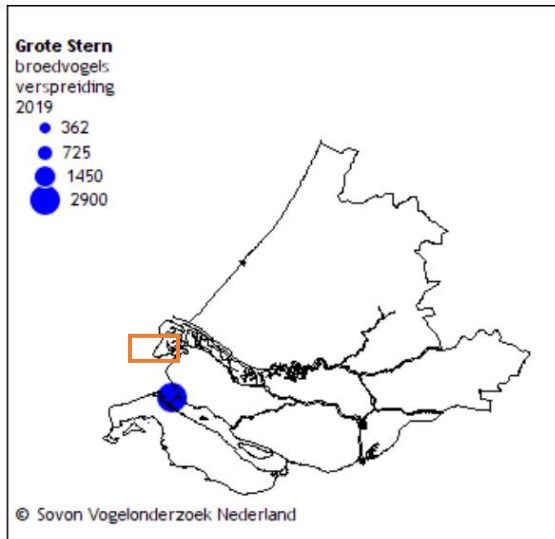 Grote Stern
broedvogels
verspreiding
2019
362
725
1450
2900
© Sovon Vogelonderzoek Nederland